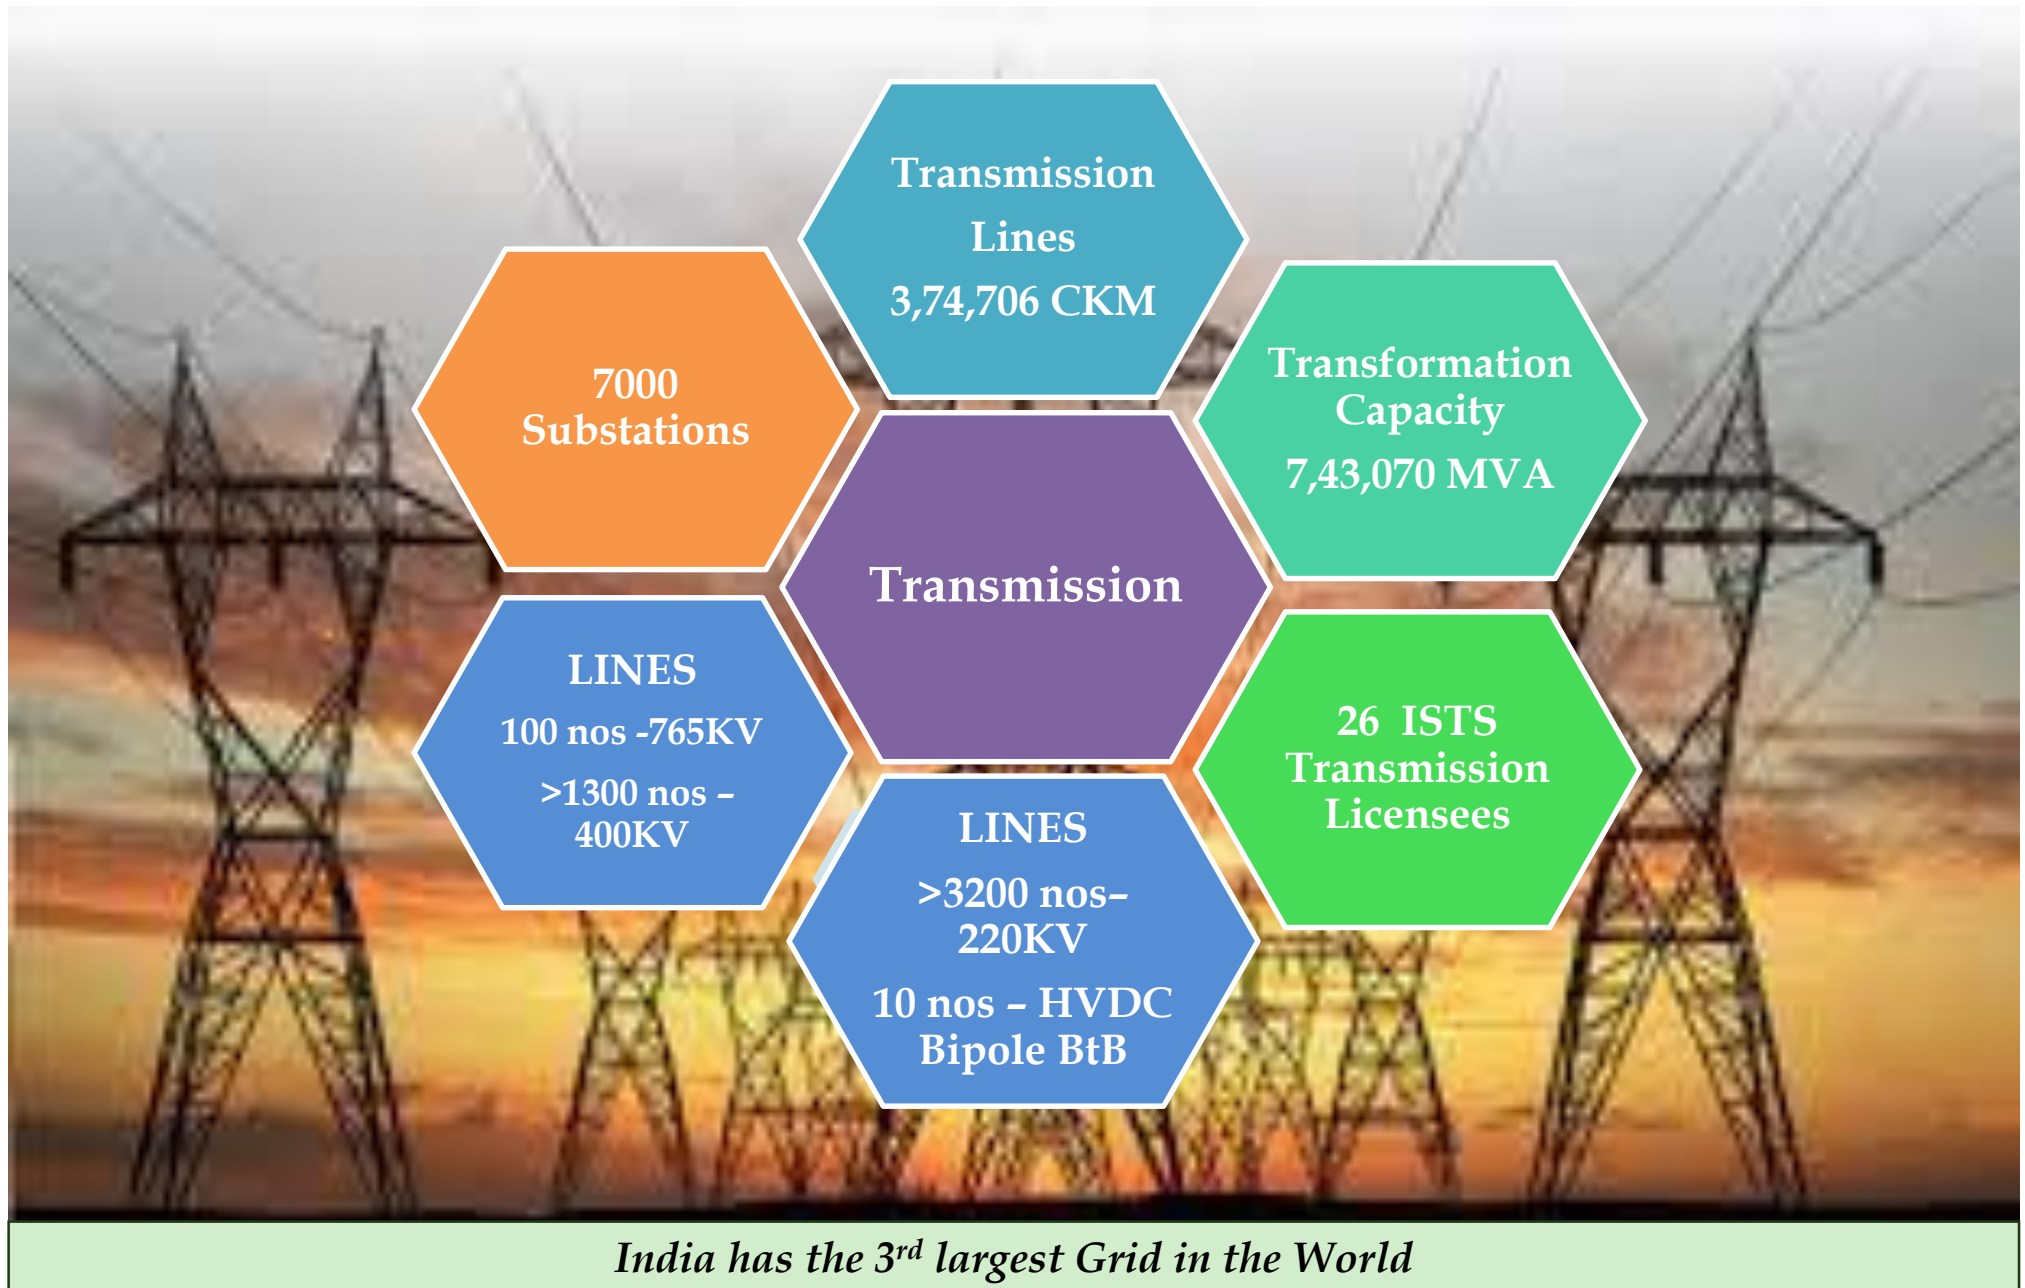 Transmission
Lines
3,74,706 CKM
7000
Substations
Transformation
Capacity
7,43,070 MVA
Transmission
LINES
100 nos -765KV
>1300 nos –
400KV
26 ISTS
Transmission
Licensees
LINES
>3200 nos–
220KV
10 nos – HVDC
Bipole BtB
India has the 3rd largest Grid in the World